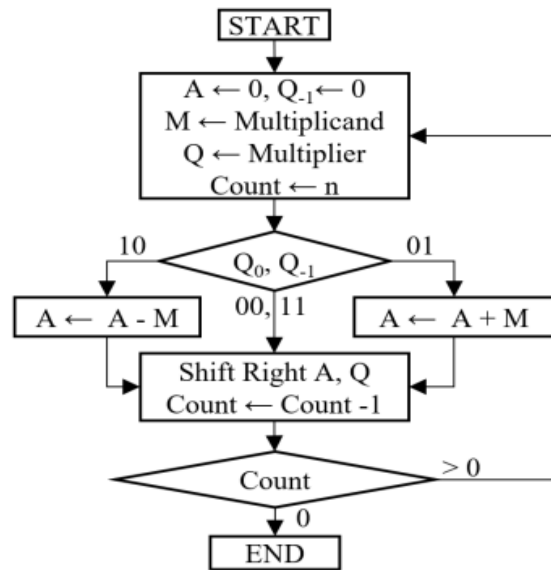 START
A ← 0, Q₋₁← 0
M ← Multiplicand
Q ← Multiplier
Count ← n
10
Q₀, Q₋₁
01
00, 11
A ← A - M
A ← A + M
Shift Right A, Q
Count ← Count -1
Count
> 0
0
END